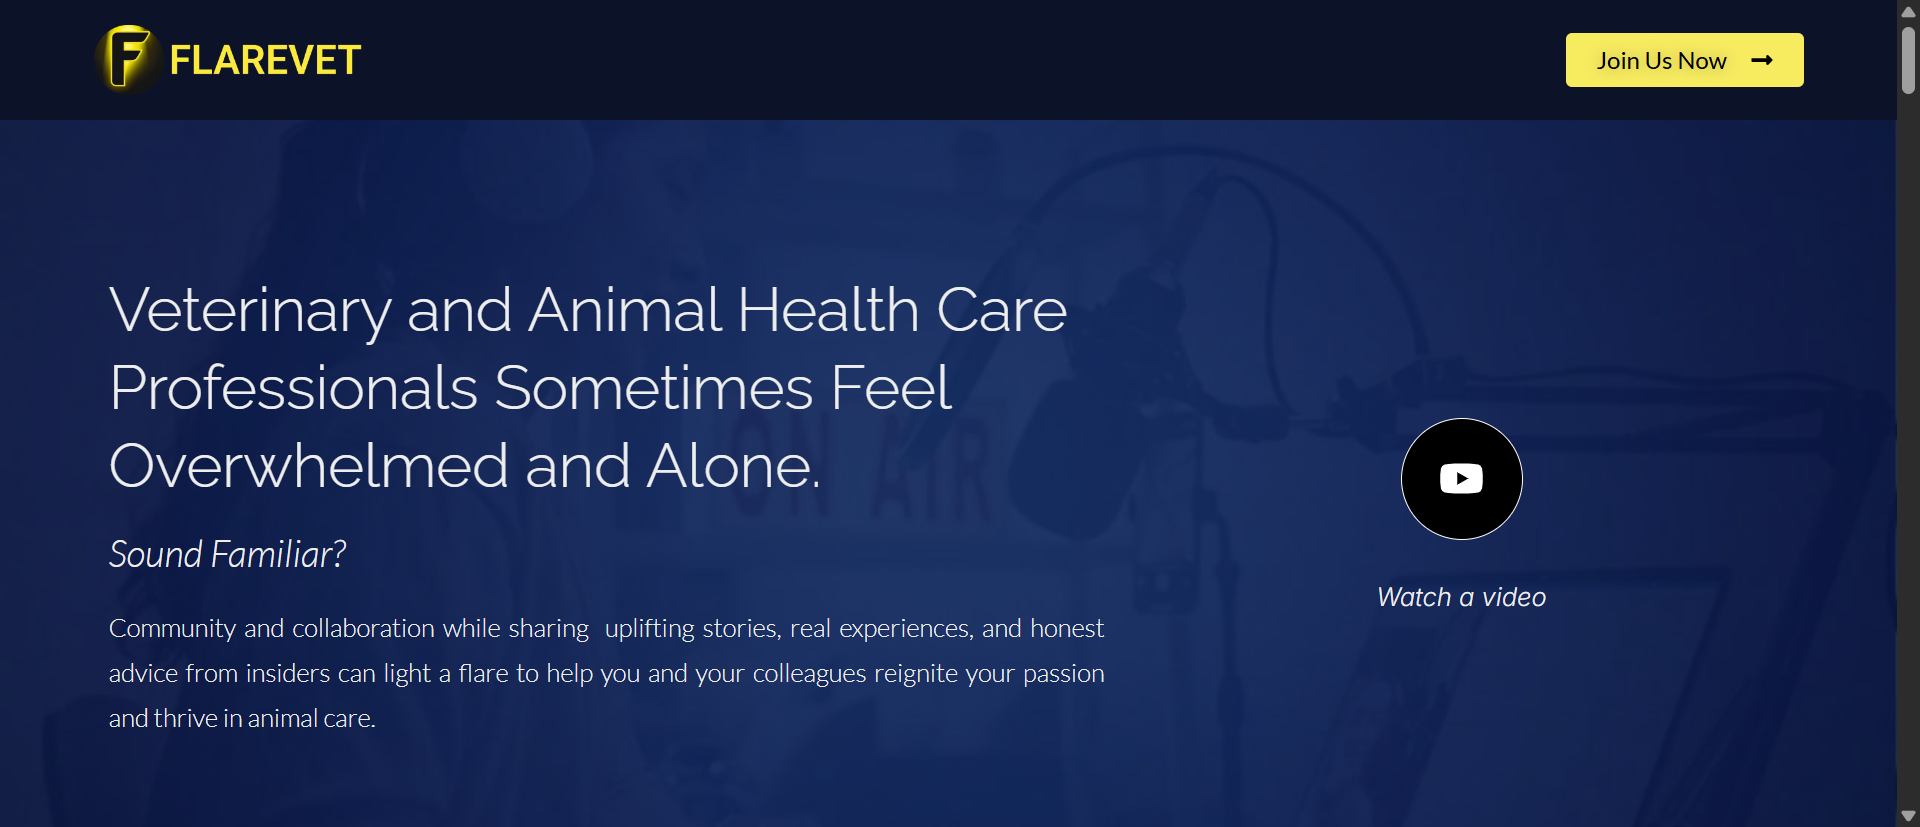 F FLAREVET
Join Us Now
Veterinary and Animal Health Care
Professionals Sometimes Feel
Overwhelmed and Alone.
ON AIR
Sound Familiar?
Watch a video
Community and collaboration while sharing  uplifting stories, real experiences, and honest
advice from insiders can light a flare to help you and your colleagues reignite your passion
and thrive in animal care.